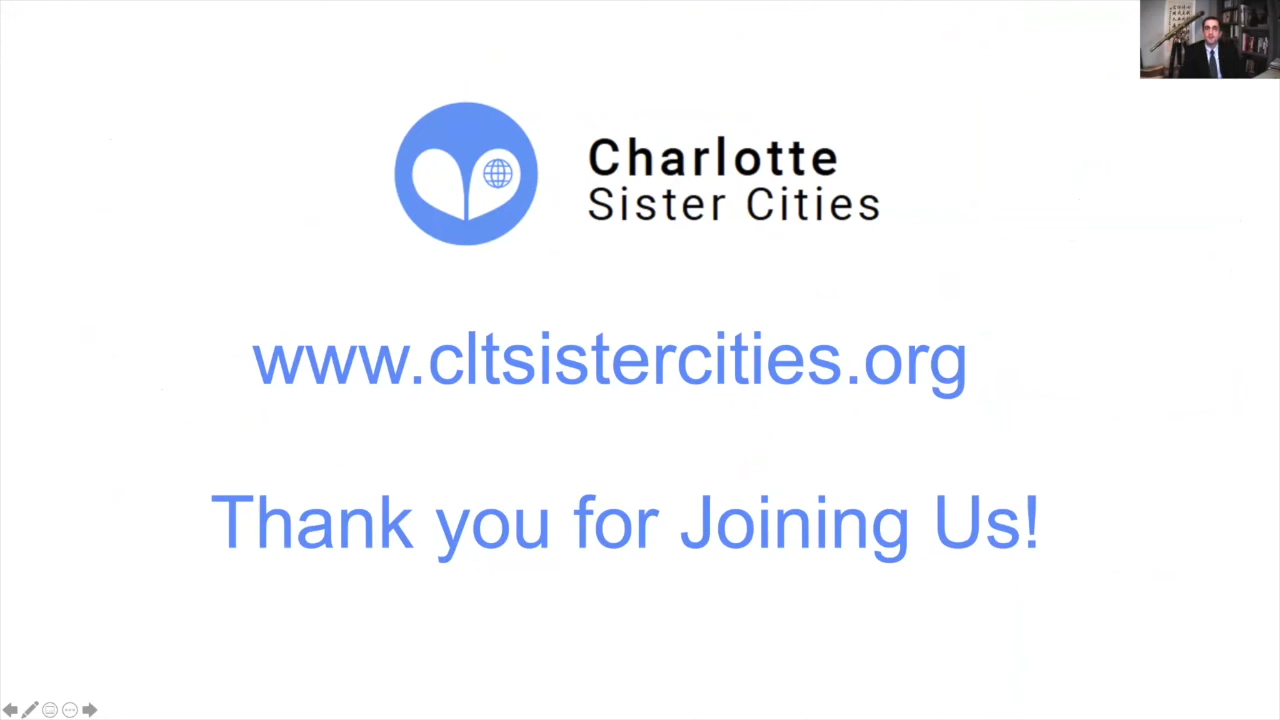 Charlotte
Sister Cities
www.cltsistercities.org
Thank you for Joining Us!